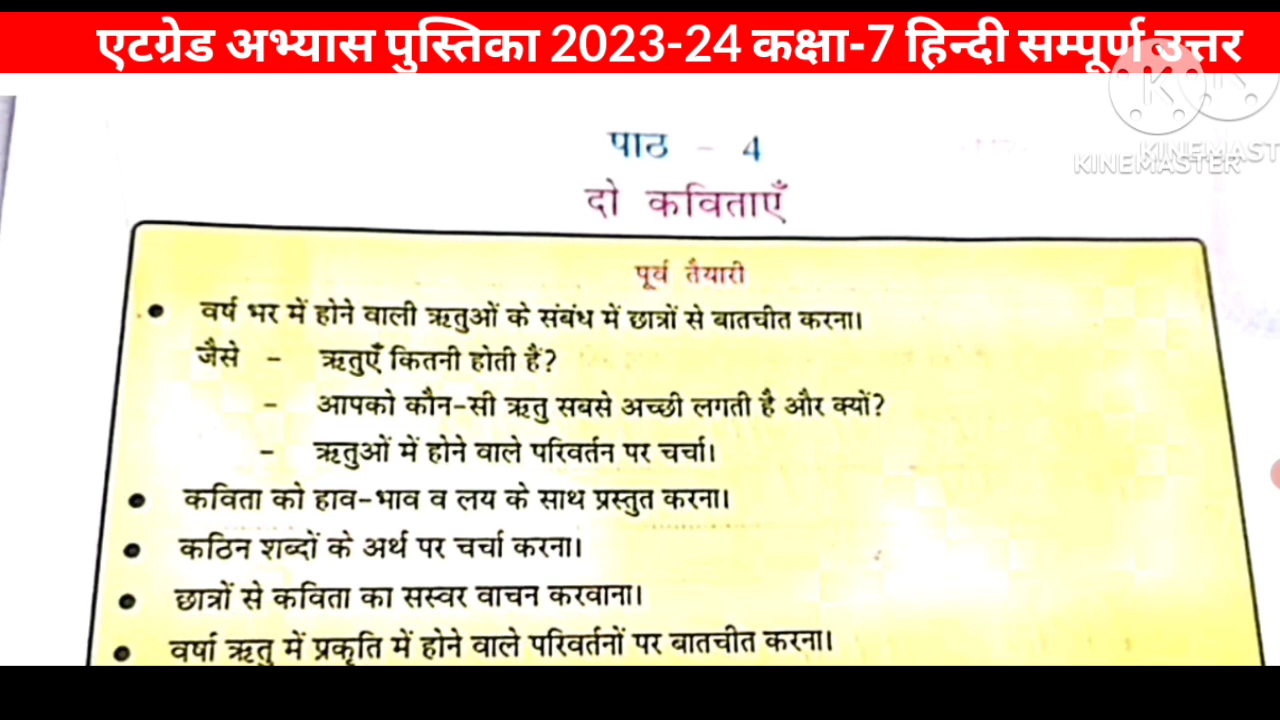 एटग्रेड अभ्यास पुस्तिका 2023-24 कक्षा-7 हिन्दी सम्पूर्ण उत्तर
KINEMASTER
KINEMAST
पाठ - 4
दो कविताएँ
पूर्व तैयारी
• वर्ष भर में होने वाली ऋतुओं के संबंध में छात्रों से बातचीत करना।
जैसे - ऋतुएँ कितनी होती हैं?
- आपको कौन-सी ऋतु सबसे अच्छी लगती है और क्यों?
- ऋतुओं में होने वाले परिवर्तन पर चर्चा।
• कविता को हाव-भाव व लय के साथ प्रस्तुत करना।
• कठिन शब्दों के अर्थ पर चर्चा करना।
• छात्रों से कविता का सस्वर वाचन करवाना।
• वर्षा ऋतु में प्रकृति में होने वाले परिवर्तनों पर बातचीत करना।